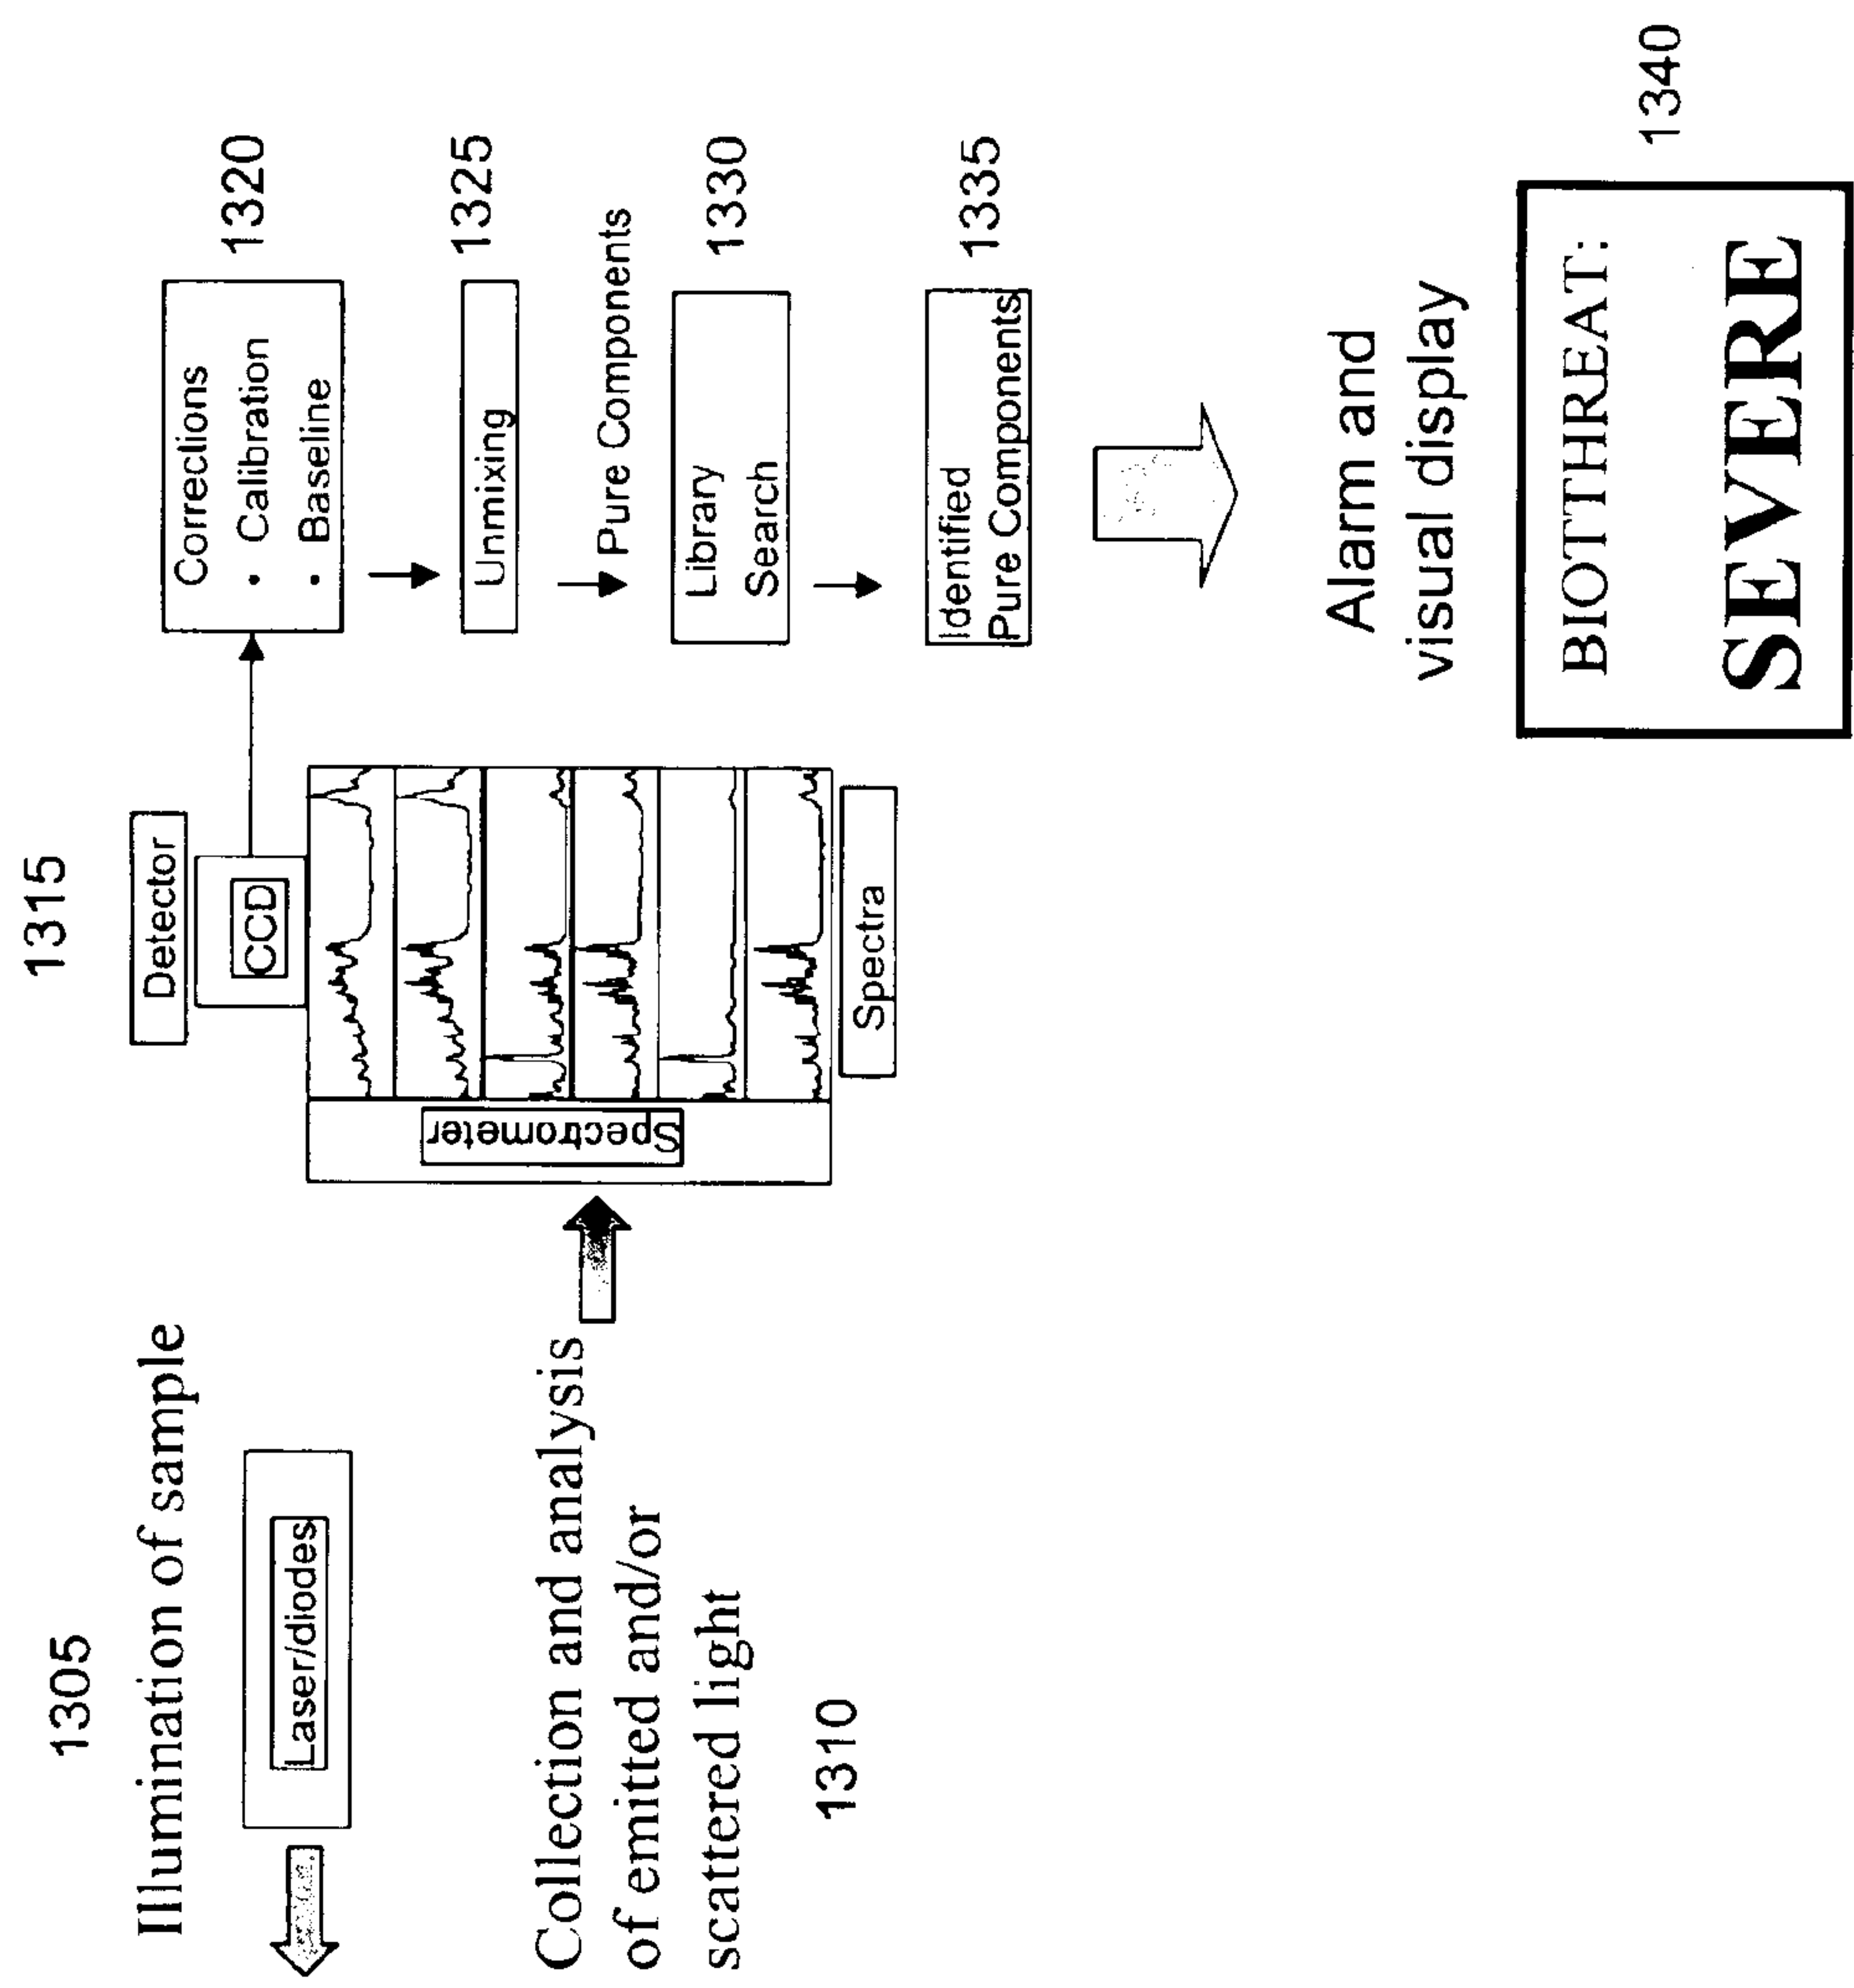 1305
Illumination of sample
Laser/diodes
Collection and analysis
of emitted and/or
scattered light
1310
1315
Detector
CCD
Spectrometer
Spectra
Corrections
• Calibration
• Baseline
1320
Unmixing
1325
Pure Components
Library
Search
1330
Identified
Pure Components
1335
Alarm and
visual display
BIOTTHREAT:
SEVERE
1340